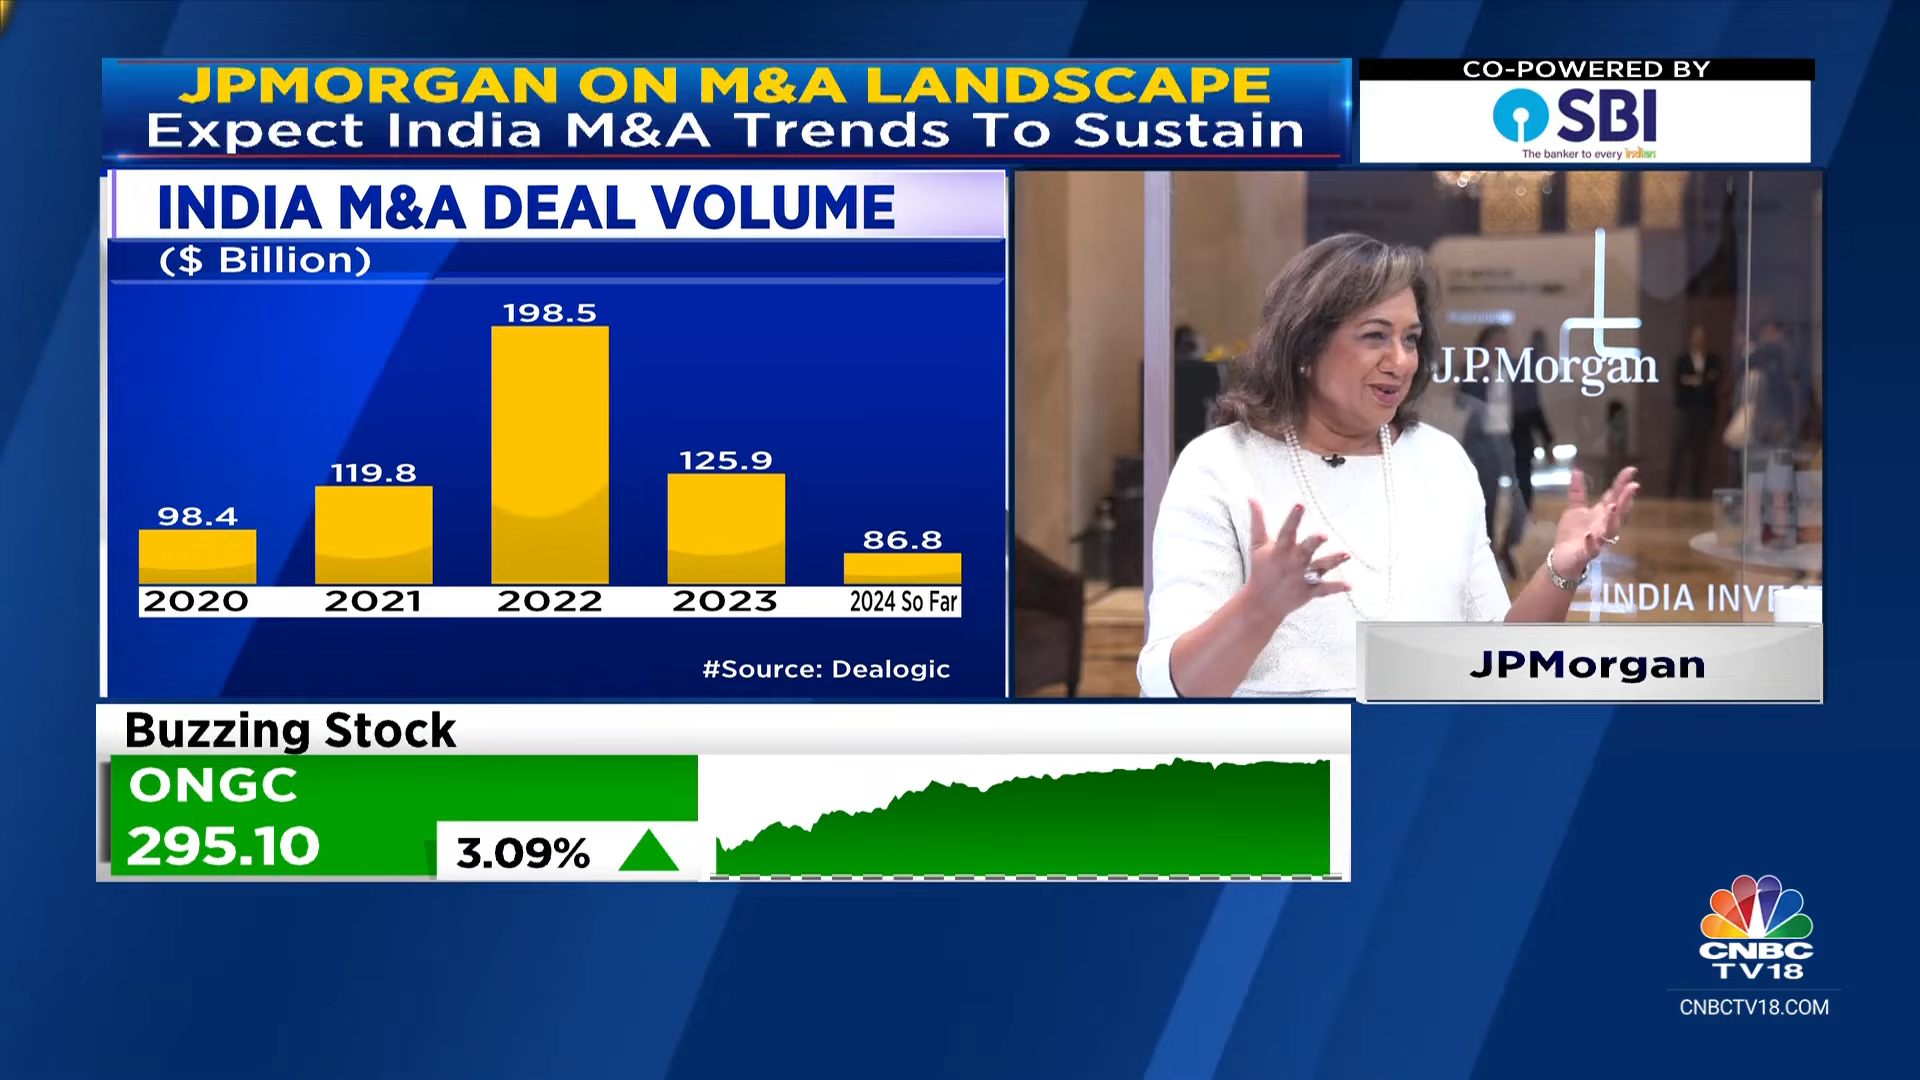 JPMORGAN ON M&A LANDSCAPE
Expect India M&A Trends To Sustain
CO-POWERED BY
SBI
The banker to every indian
INDIA M&A DEAL VOLUME
($ Billion)
98.4
119.8
198.5
125.9
86.8
2020
2021
2022
2023
2024 So Far
#Source: Dealogic
J.P.Morgan
INDIA INVEST
JPMorgan
Buzzing Stock
ONGC
295.10
3.09%
CNBC
TV18
CNBCTV18.COM